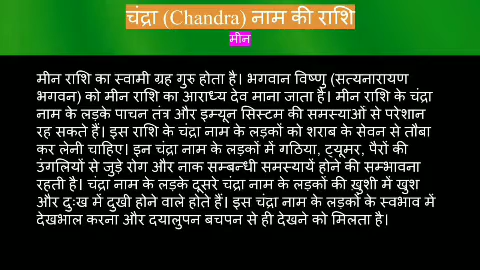 चंद्रा (Chandra) नाम की राशि
मीन
मीन राशि का स्वामी ग्रह गुरु होता है। भगवान विष्णु (सत्यनारायण
भगवन) को मीन राशि का आराध्य देव माना जाता है। मीन राशि के चंद्रा
नाम के लड़के पाचन तंत्र और इम्यून सिस्टम की समस्याओं से परेशान
रह सकते हैं। इस राशि के चंद्रा नाम के लड़कों को शराब के सेवन से तौबा
कर लेनी चाहिए। इन चंद्रा नाम के लड़कों में गठिया, ट्यूमर, पैरों की
उंगलियों से जुड़े रोग और नाक सम्बन्धी समस्यायें होने की सम्भावना
रहती है। चंद्रा नाम के लड़के दूसरे चंद्रा नाम के लड़कों की ख़ुशी में खुश
और दुःख में दुखी होने वाले होते हैं। इस चंद्रा नाम के लड़कों के स्वभाव में
देखभाल करना और दयालुपन बचपन से ही देखने को मिलता है।